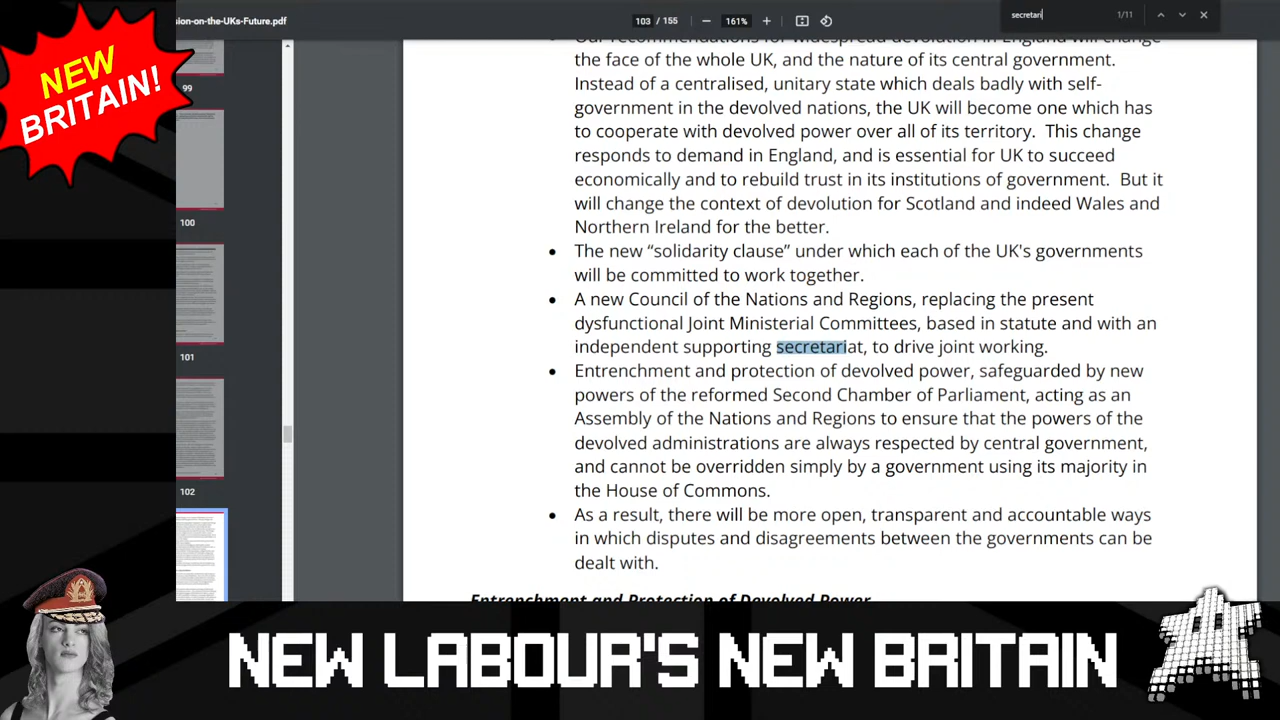 sion-on-the-UKs-Future.pdf
103 / 155
161%
secretari
1/11
NEW
BRITAIN!
99
100
101
102
the face of the whole UK, and the nature of its central government.
Instead of a centralised, unitary state which deals badly with self-
government in the devolved nations, the UK will become one which has
to cooperate with devolved power over all of its territory. This change
responds to demand in England, and is essential for UK to succeed
economically and to rebuild trust in its institutions of government. But it
will change the context of devolution for Scotland and indeed Wales and
Northern Ireland for the better.
• The new "solidarity clause" under which each of the UK's governments
will be committed to work together.
• A new Council of the Nations and Regions, replacing the present
dysfunctional Joint Ministerial Committees, based in statute and with an
independent supporting secretariat, to drive joint working.
• Entrenchment and protection of devolved power, safeguarded by new
powers for the reformed Second Chamber of Parliament, acting as an
Assembly of the Nations and Regions, to ensure that the position of the
devolved administrations is always respected by central government,
and cannot be overridden simply by a government using its majority in
the House of Commons.
• As a result, there will be more open, transparent and accountable ways
in which disputes and disagreements between the governments can be
dealt with.
Entrenchment and Protection of Devolved Power
NEW LABOUR'S NEW BRITAIN